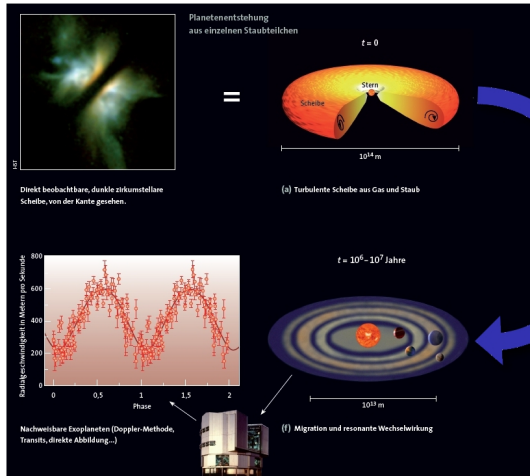 Planetenentstehung
aus einzelnen Staubteilchen
t = 0
=
Stern
Scheibe
10¹⁴ m
HST
Direkt beobachtbare, dunkle zirkumstellare
Scheibe, von der Kante gesehen.
(a) Turbulente Scheibe aus Gas und Staub
Radialgeschwindigkeit in Metern pro Sekunde
800
600
400
200
0
0
0,5
1
1,5
2
Phase
t = 10⁶–10⁷ Jahre
10¹³ m
Nachweisbare Exoplaneten (Doppler-Methode,
Transits, direkte Abbildung...)
(f) Migration und resonante Wechselwirkung